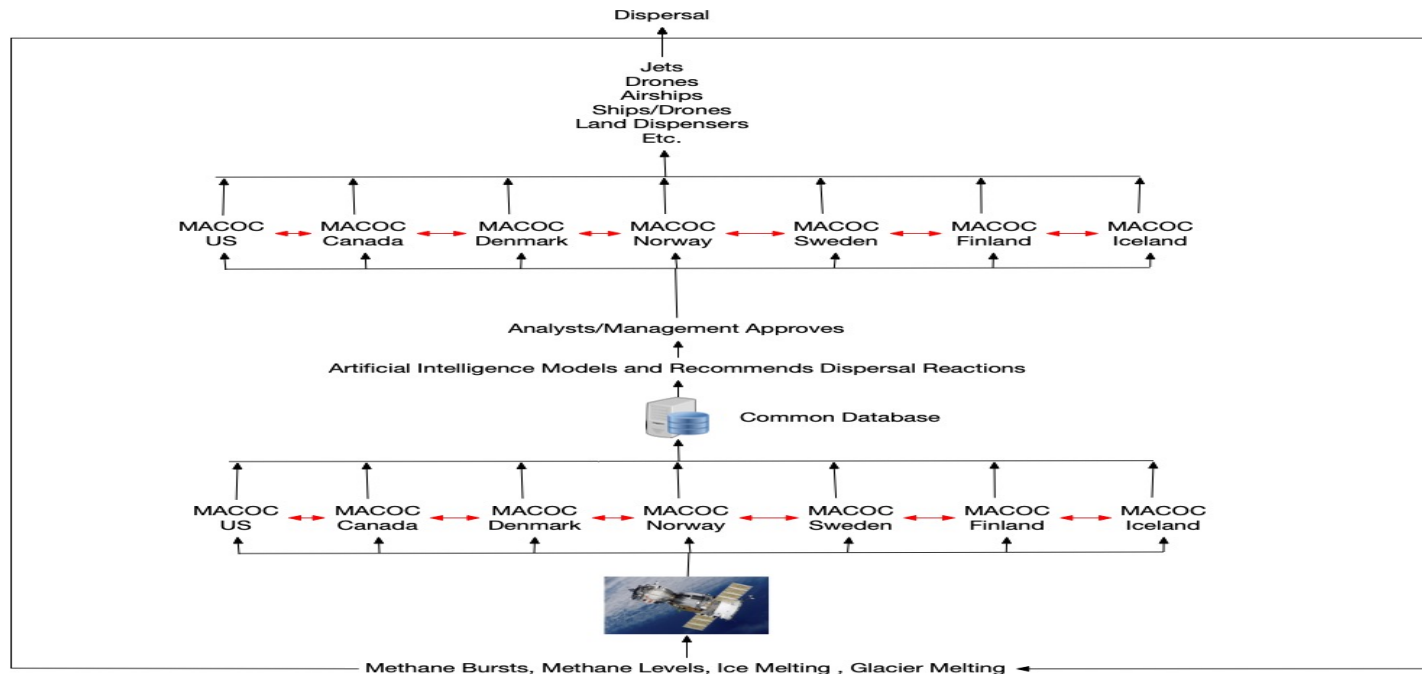 Dispersal
Jets
Drones
Airships
Ships/Drones
Land Dispensers
Etc.
MACOC US
MACOC Canada
MACOC Denmark
MACOC Norway
MACOC Sweden
MACOC Finland
MACOC Iceland
Analysts/Management Approves
Artificial Intelligence Models and Recommends Dispersal Reactions
Common Database
MACOC US
MACOC Canada
MACOC Denmark
MACOC Norway
MACOC Sweden
MACOC Finland
MACOC Iceland
Methane Bursts, Methane Levels, Ice Melting , Glacier Melting